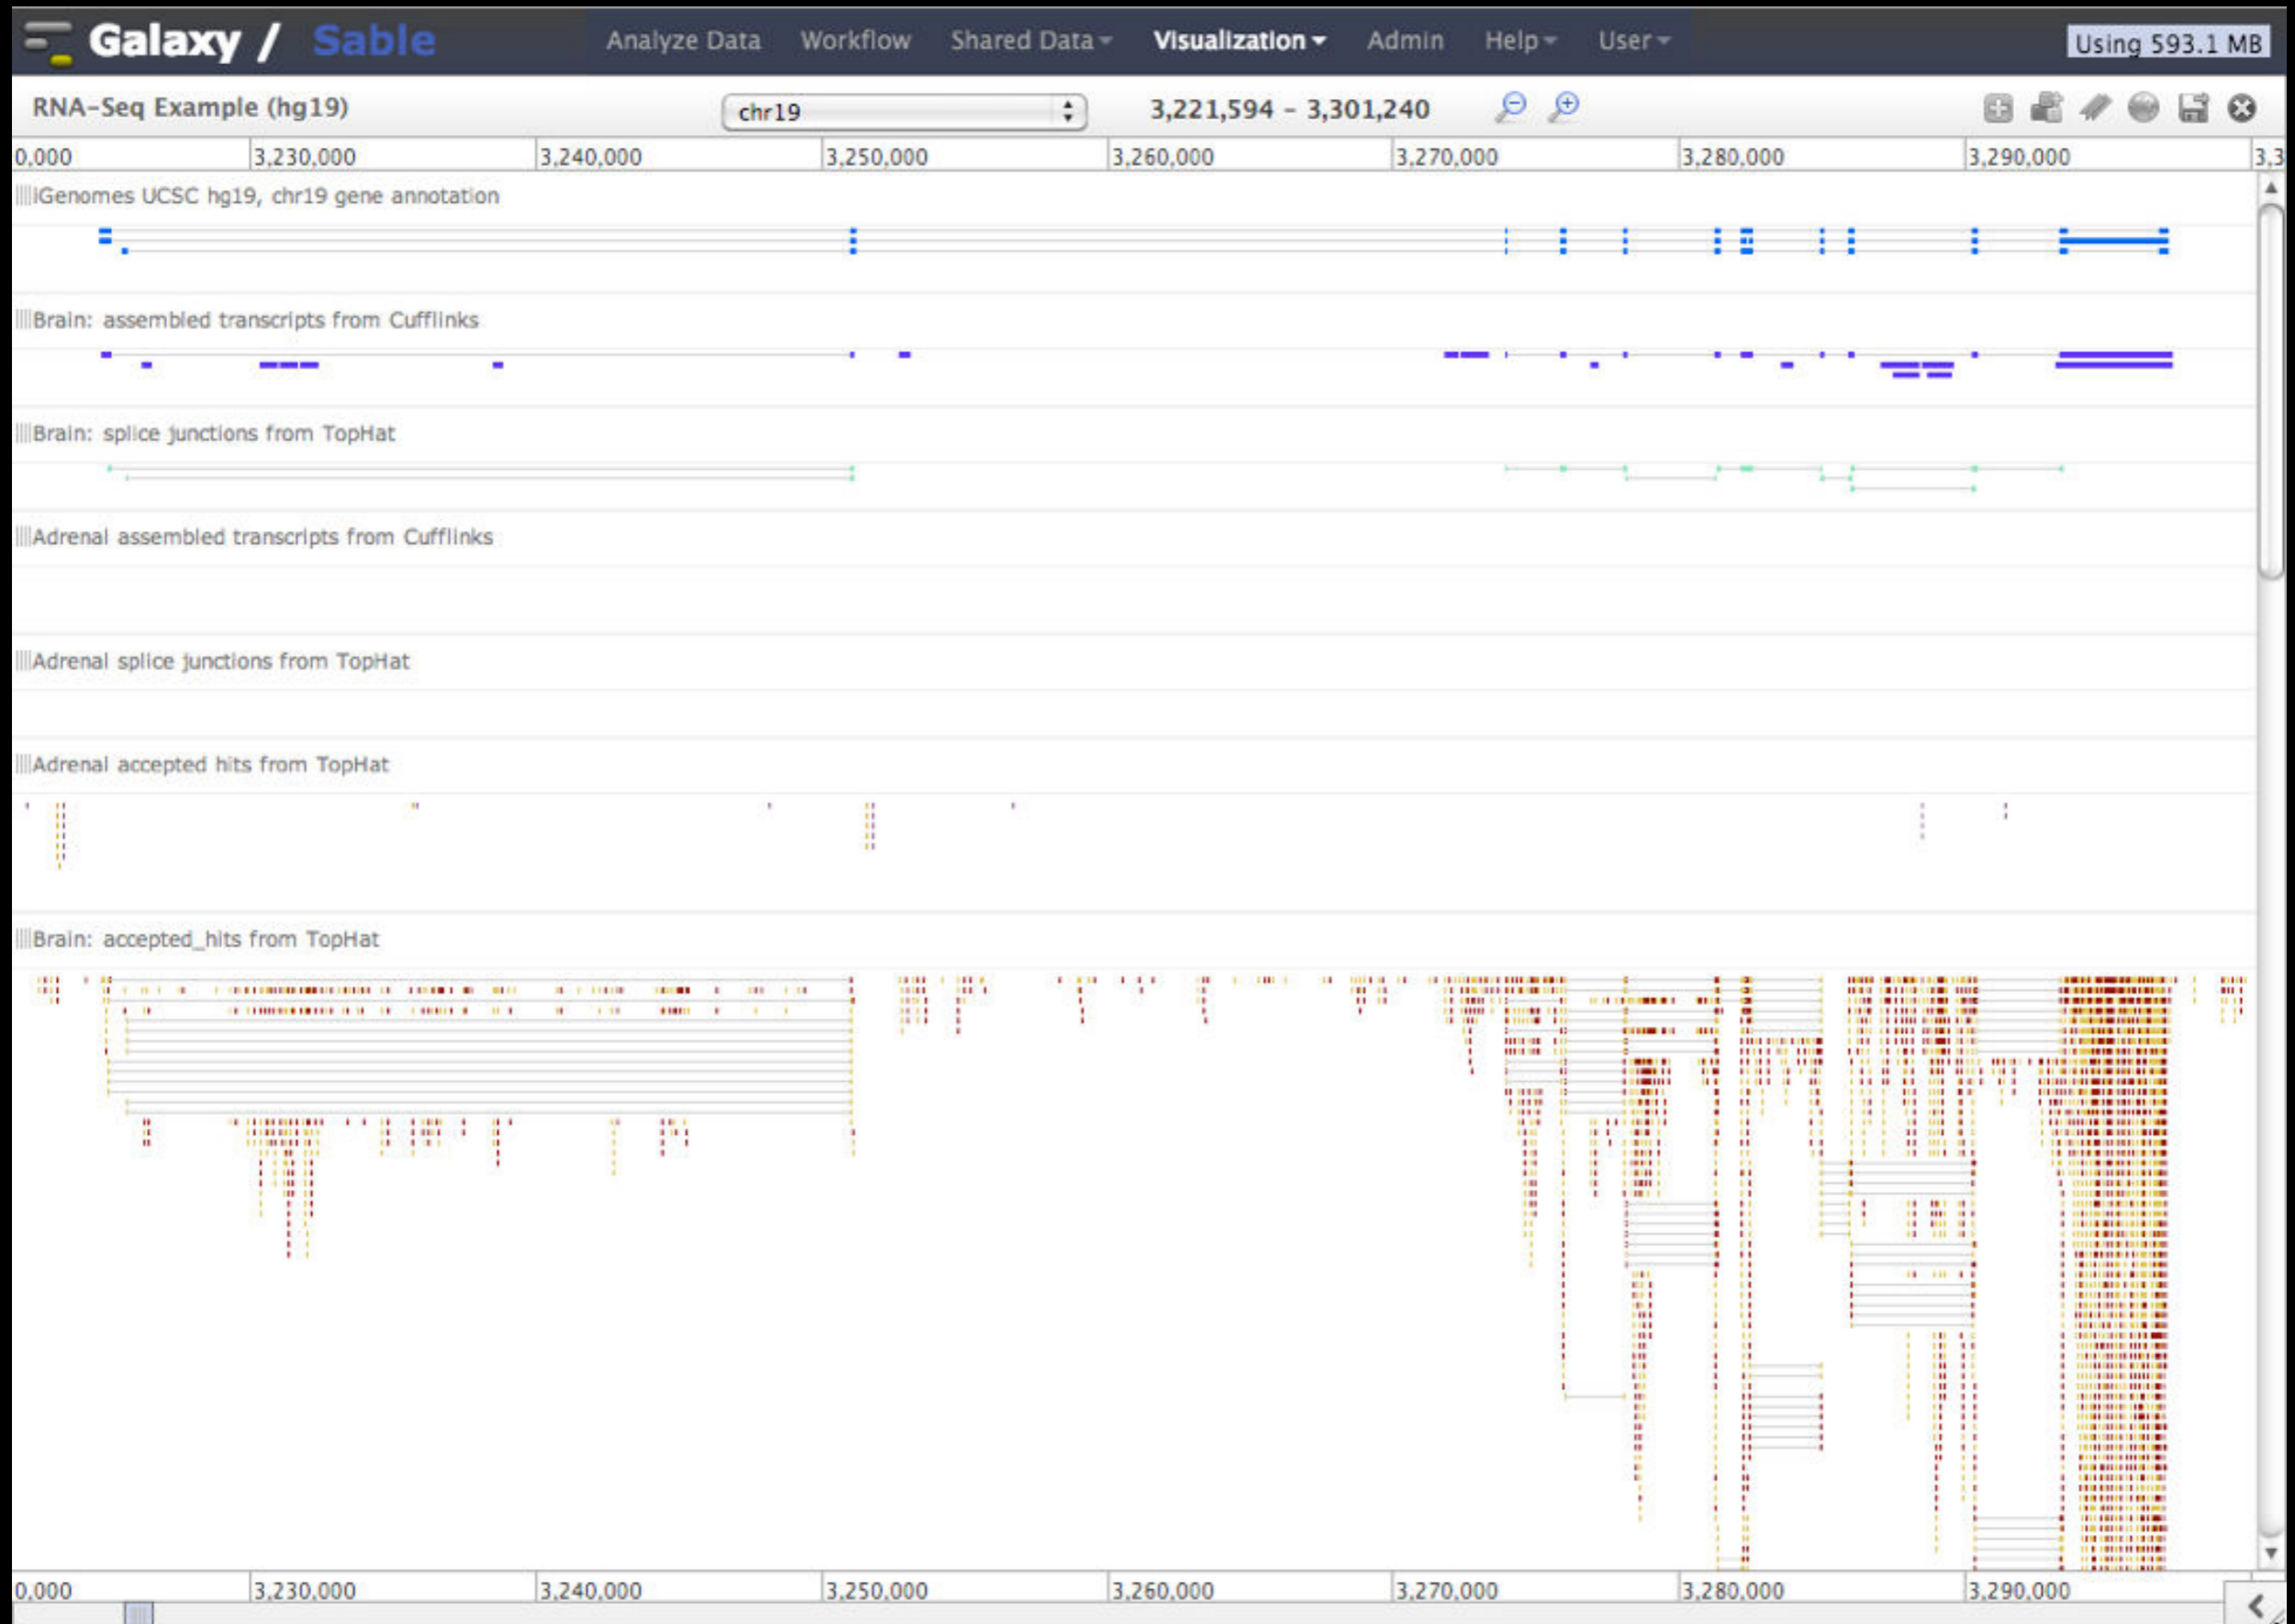 Galaxy / Sable Analyze Data Workflow Shared Data Visualization Admin Help User Using 593.1 MB
RNA-Seq Example (hg19) chr19 3,221,594 - 3,301,240
0,000 3,230,000 3,240,000 3,250,000 3,260,000 3,270,000 3,280,000 3,290,000 3,3
iGenomes UCSC hg19, chr19 gene annotation
Brain: assembled transcripts from Cufflinks
Brain: splice junctions from TopHat
Adrenal assembled transcripts from Cufflinks
Adrenal splice junctions from TopHat
Adrenal accepted hits from TopHat
Brain: accepted_hits from TopHat
0,000 3,230,000 3,240,000 3,250,000 3,260,000 3,270,000 3,280,000 3,290,000